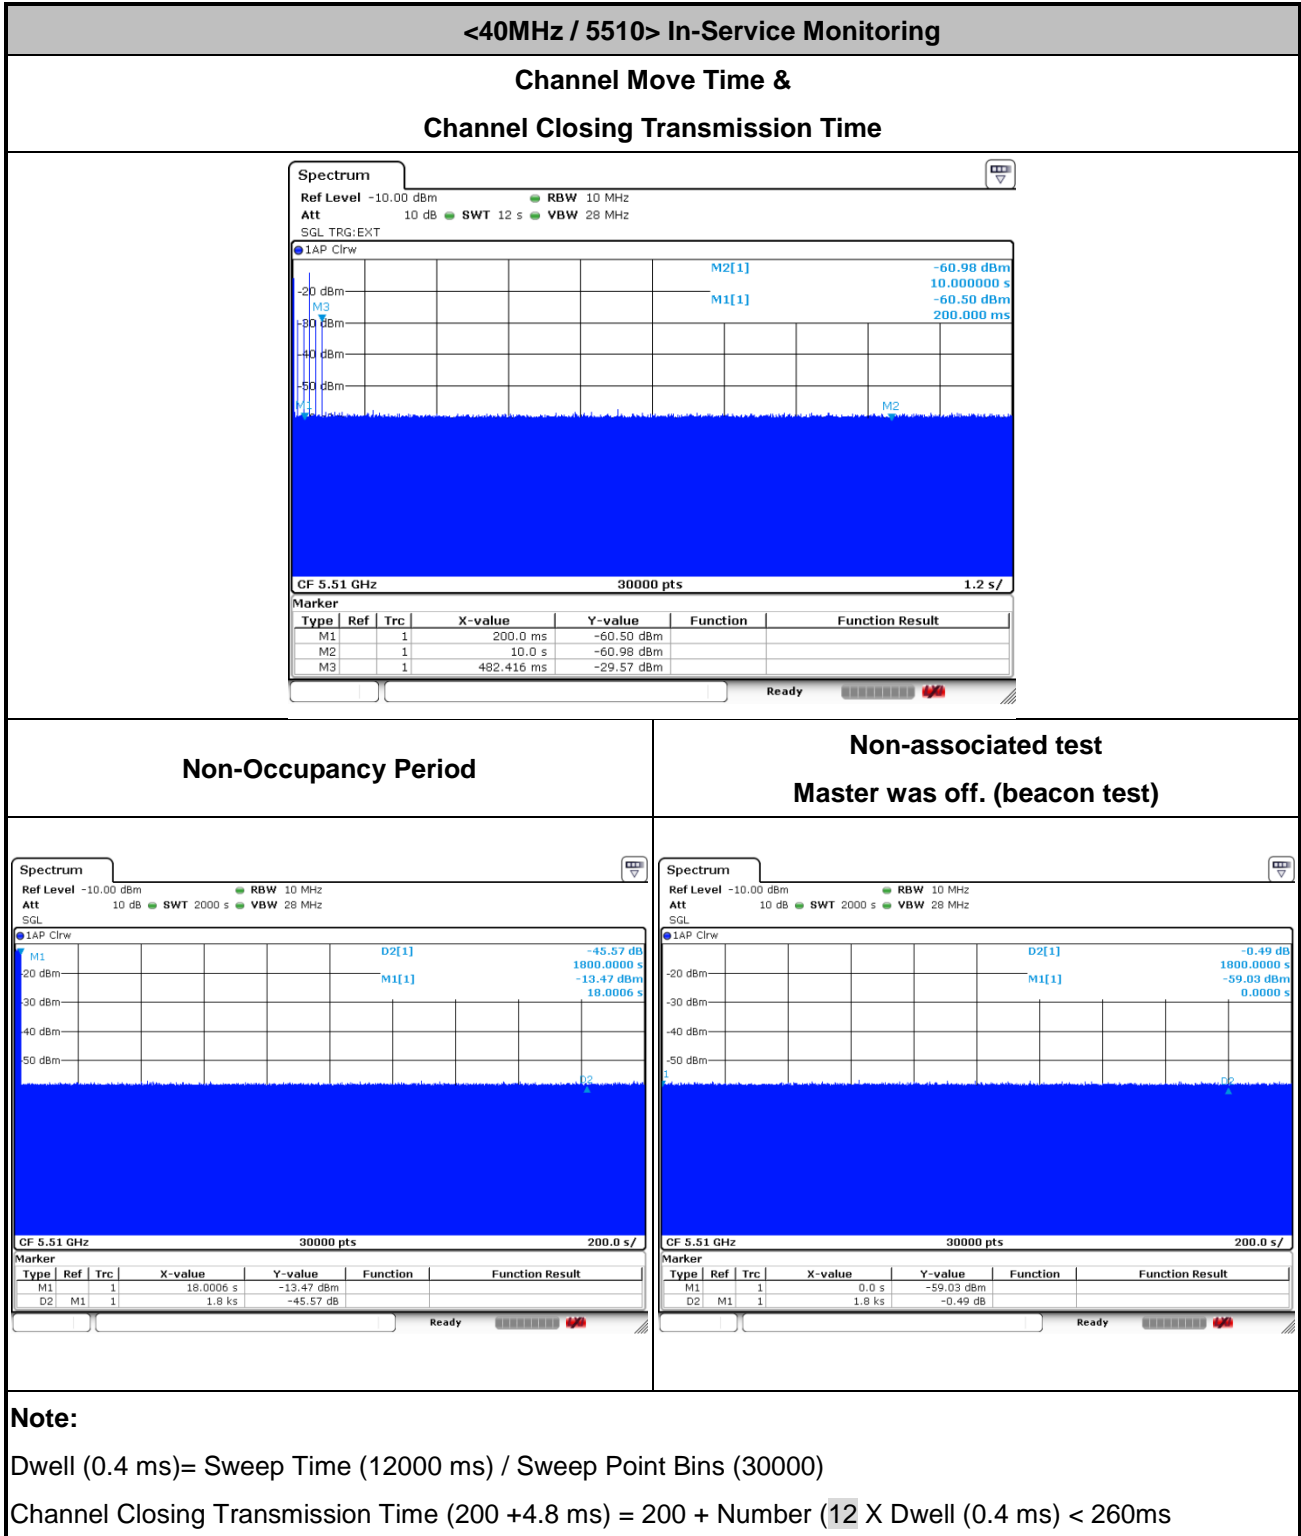 <40MHz / 5510> In-Service Monitoring
Channel Move Time &
Channel Closing Transmission Time
Spectrum
Ref Level -10.00 dBm RBW 10 MHz
Att 10 dB SWT 12 s VBW 28 MHz
SGL TRG:EXT
1AP Clrw
M2[1] -60.98 dBm
10.000000 s
M1[1] -60.50 dBm
200.000 ms
-20 dBm
M3
-30 dBm
-40 dBm
-50 dBm
M1
M2
CF 5.51 GHz 30000 pts 1.2 s/
Marker
Type Ref Trc X-value Y-value Function Function Result
M1 1 200.0 ms -60.50 dBm
M2 1 10.0 s -60.98 dBm
M3 1 482.416 ms -29.57 dBm
Ready
Non-Occupancy Period
Non-associated test
Master was off. (beacon test)
Spectrum
Ref Level -10.00 dBm RBW 10 MHz
Att 10 dB SWT 2000 s VBW 28 MHz
SGL
1AP Clrw
D2[1] -45.57 dB
1800.0000 s
M1[1] -13.47 dBm
18.0006 s
M1
-20 dBm
-30 dBm
-40 dBm
-50 dBm
D2
CF 5.51 GHz 30000 pts 200.0 s/
Marker
Type Ref Trc X-value Y-value Function Function Result
M1 1 18.0006 s -13.47 dBm
D2 M1 1 1.8 ks -45.57 dB
Ready
Spectrum
Ref Level -10.00 dBm RBW 10 MHz
Att 10 dB SWT 2000 s VBW 28 MHz
SGL
1AP Clrw
D2[1] -0.49 dB
1800.0000 s
M1[1] -59.03 dBm
0.0000 s
-20 dBm
-30 dBm
-40 dBm
-50 dBm
1
D2
CF 5.51 GHz 30000 pts 200.0 s/
Marker
Type Ref Trc X-value Y-value Function Function Result
M1 1 0.0 s -59.03 dBm
D2 M1 1 1.8 ks -0.49 dB
Ready
Note:
Dwell (0.4 ms)= Sweep Time (12000 ms) / Sweep Point Bins (30000)
Channel Closing Transmission Time (200 +4.8 ms) = 200 + Number (12 X Dwell (0.4 ms) < 260ms